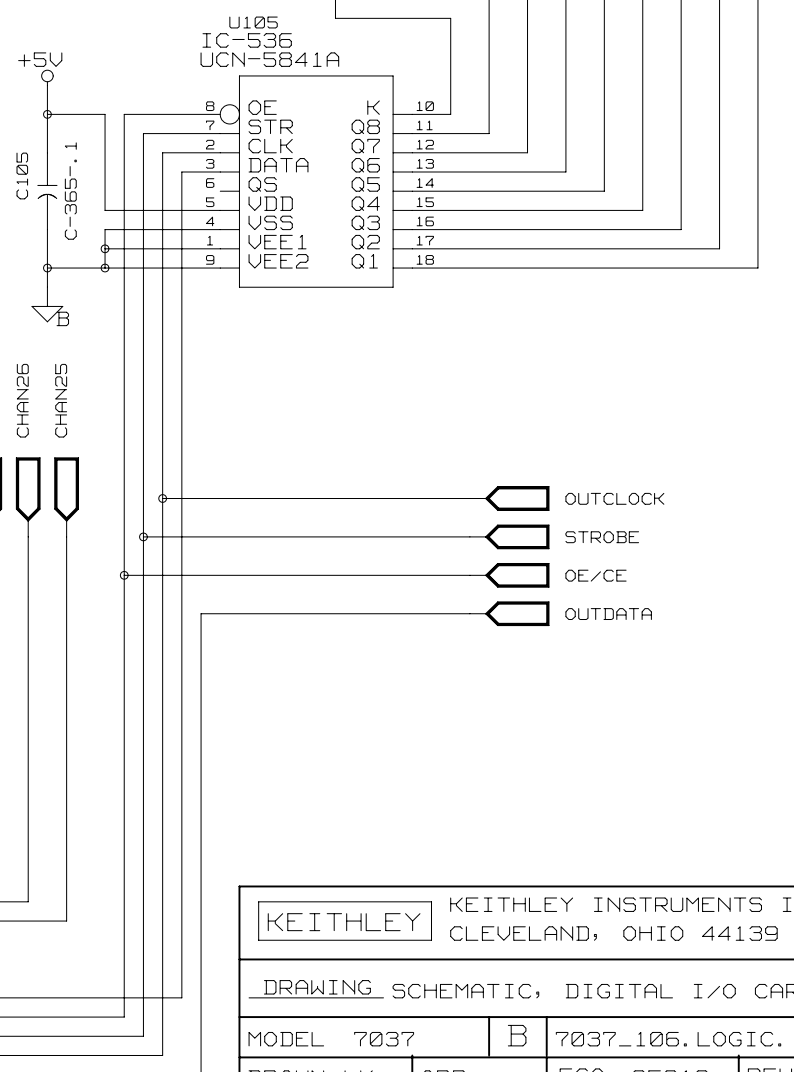 U105
IC-536
UCN-5841A
+5V
8 OE K 10
7 STR Q8 11
2 CLK Q7 12
3 DATA Q6 13
6 QS Q5 14
5 VDD Q4 15
4 VSS Q3 16
1 VEE1 Q2 17
9 VEE2 Q1 18
C105
C-365-.1
B
CHAN26
CHAN25
OUTCLOCK
STROBE
OE/CE
OUTDATA
KEITHLEY
KEITHLEY INSTRUMENTS I
CLEVELAND, OHIO 44139
DRAWING SCHEMATIC, DIGITAL I/O CAR
MODEL 7037 B 7037_106.LOGIC.